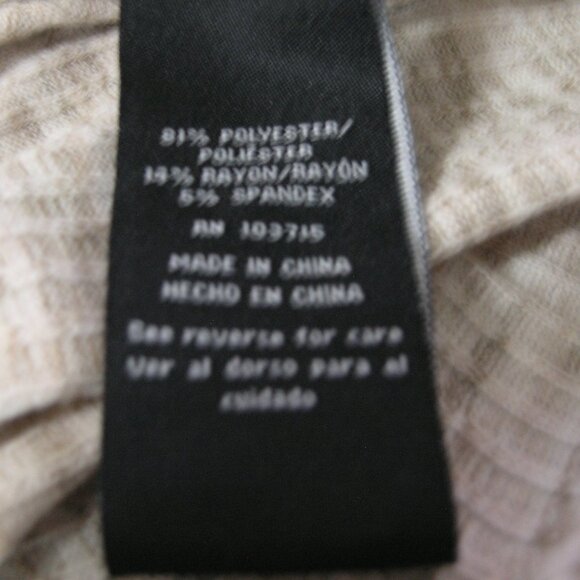 81% POLYESTER/
POLIÉSTER
14% RAYON/RAYÓN
5% SPANDEX
RN 103715
MADE IN CHINA
HECHO EN CHINA
See reverse for care
Ver al dorso para el
cuidado